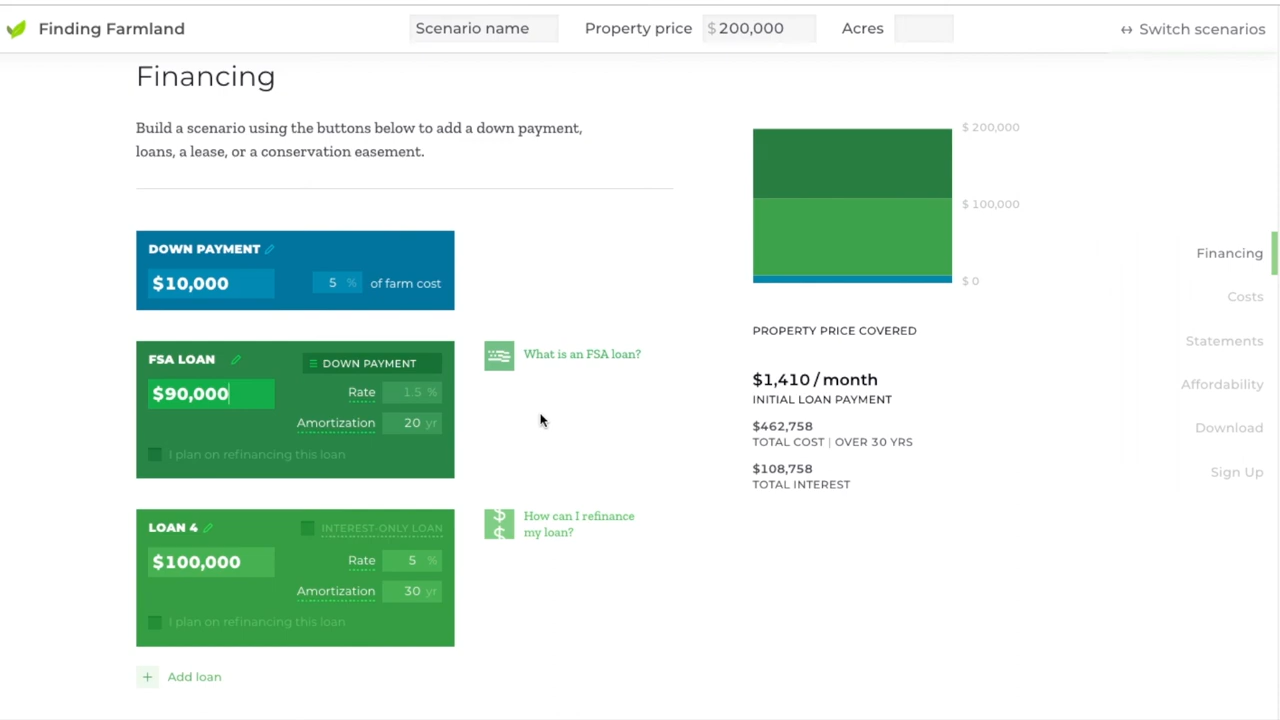 Finding Farmland
Scenario name
Property price $ 200,000
Acres
↔ Switch scenarios
Financing
Build a scenario using the buttons below to add a down payment,
loans, a lease, or a conservation easement.
DOWN PAYMENT
$10,000
5 % of farm cost
FSA LOAN
DOWN PAYMENT
$90,000
Rate 1.5 %
Amortization 20 yr
I plan on refinancing this loan
What is an FSA loan?
LOAN 4
INTEREST-ONLY LOAN
$100,000
Rate 5 %
Amortization 30 yr
I plan on refinancing this loan
How can I refinance
my loan?
+ Add loan
$ 200,000
$ 100,000
$ 0
PROPERTY PRICE COVERED
$1,410 / month
INITIAL LOAN PAYMENT
$462,758
TOTAL COST | OVER 30 YRS
$108,758
TOTAL INTEREST
Financing
Costs
Statements
Affordability
Download
Sign Up